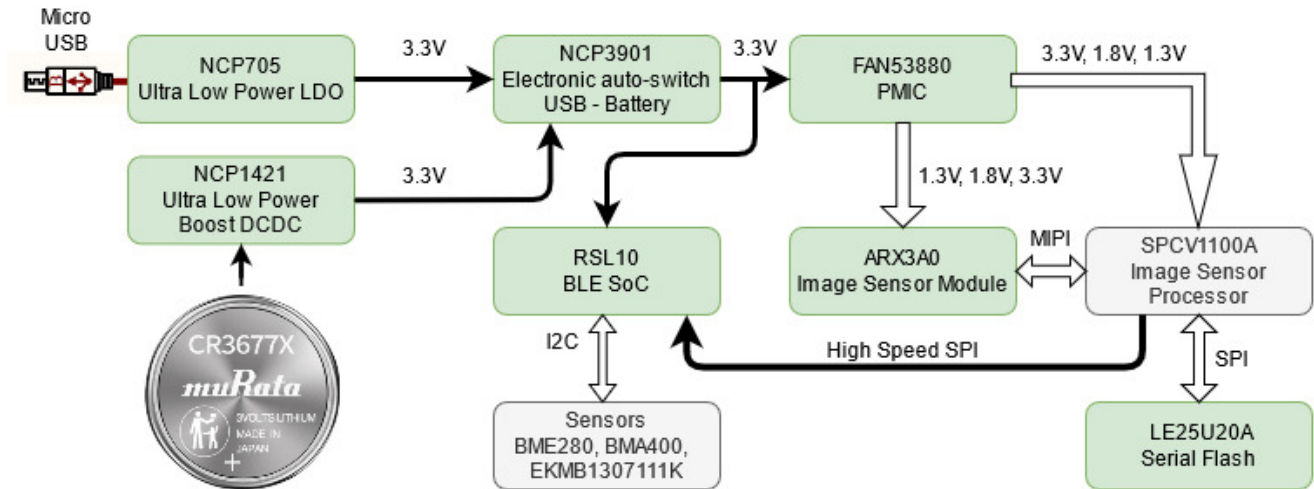 Micro
USB
NCP705
Ultra Low Power LDO
3.3V
NCP3901
Electronic auto-switch
USB - Battery
3.3V
FAN53880
PMIC
3.3V, 1.8V, 1.3V
NCP1421
Ultra Low Power
Boost DCDC
3.3V
1.3V, 1.8V, 3.3V
RSL10
BLE SoC
ARX3A0
Image Sensor Module
MIPI
SPCV1100A
Image Sensor
Processor
CR3677X
muRata
3VOLTS LITHIUM
MADE IN
JAPAN
+
I2C
High Speed SPI
SPI
Sensors
BME280, BMA400,
EKMB1307111K
LE25U20A
Serial Flash